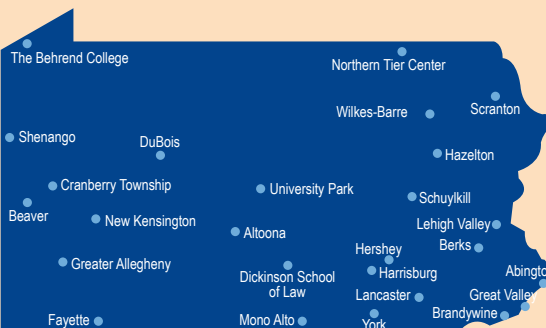 The Behrend College
Northern Tier Center
Scranton
Wilkes-Barre
Shenango
DuBois
Hazelton
Cranberry Township
University Park
Schuylkill
Beaver
New Kensington
Lehigh Valley
Altoona
Berks
Hershey
Greater Allegheny
Harrisburg
Abingto
Dickinson School
of Law
Lancaster
Great Valley
Fayette
Mono Alto
York
Brandywine